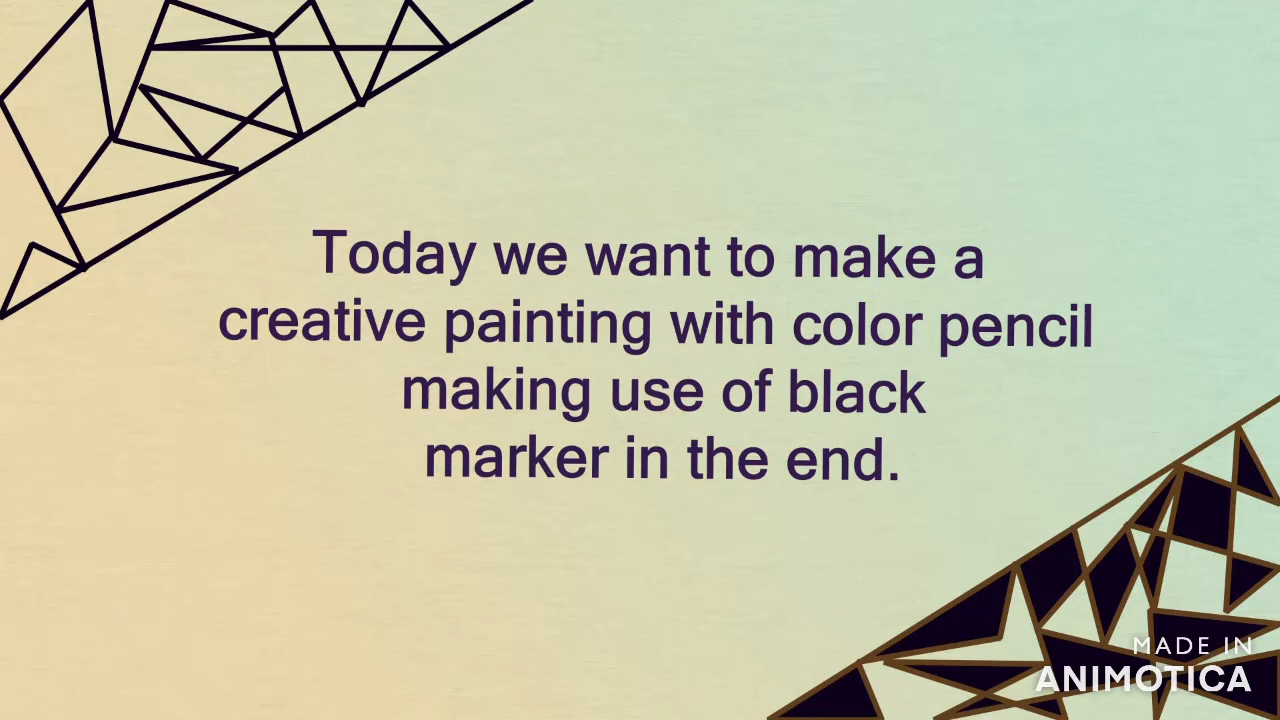 Today we want to make a
creative painting with color pencil
making use of black
marker in the end.
MADE IN
ANIMOTICA